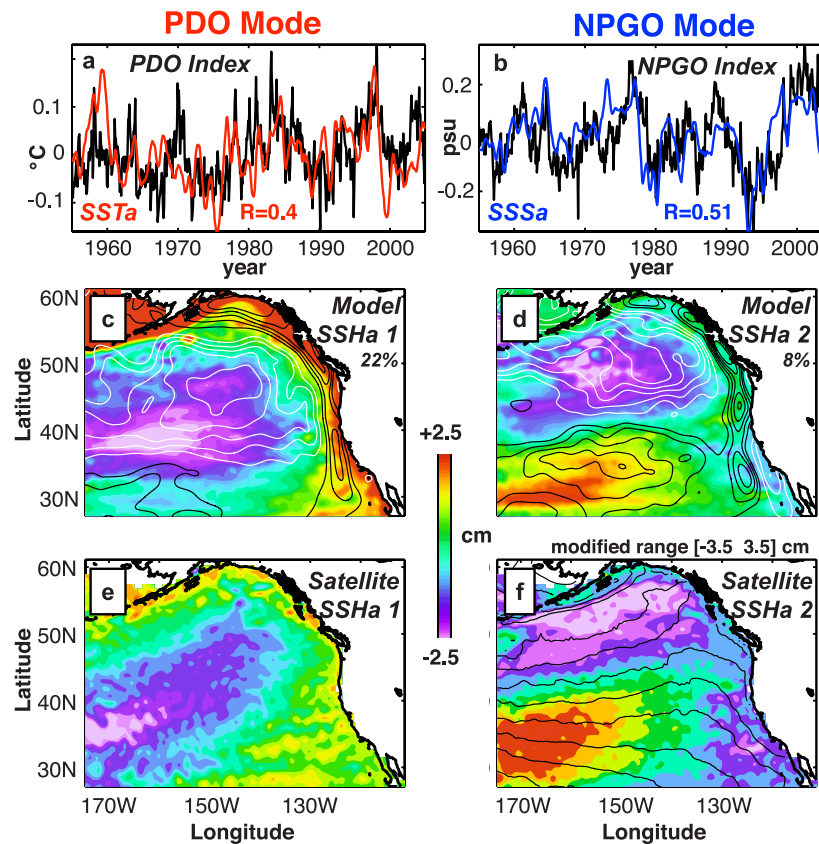 PDO Mode
NPGO Mode
a
PDO Index
0.1
0
-0.1
°C
SSTa
R=0.4
1960 1970 1980 1990 2000
year
b
NPGO Index
0.2
0
-0.2
psu
SSSa
R=0.51
1960 1970 1980 1990 2000
year
c
Model
SSHa 1
22%
60N
50N
40N
30N
Latitude
d
Model
SSHa 2
8%
+2.5
cm
-2.5
modified range [-3.5 3.5] cm
e
Satellite
SSHa 1
60N
50N
40N
30N
Latitude
170W 150W 130W
Longitude
f
Satellite
SSHa 2
170W 150W 130W
Longitude